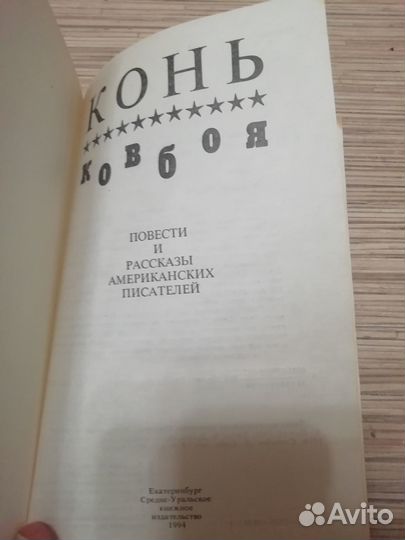 КОНЬ
★★★★★★★★★★★
КОВБОЯ
ПОВЕСТИ
И
РАССКАЗЫ
АМЕРИКАНСКИХ
ПИСАТЕЛЕЙ
Екатеринбург
Средне-Уральское
книжное
издательство
1994
Avito